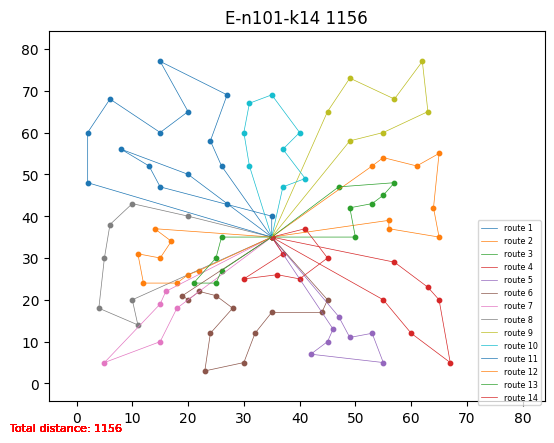 E-n101-k14 1156
80
70
60
50
40
30
20
10
0
0 10 20 30 40 50 60 70 80
route 1
route 2
route 3
route 4
route 5
route 6
route 7
route 8
route 9
route 10
route 11
route 12
route 13
route 14
Total distance: 1156